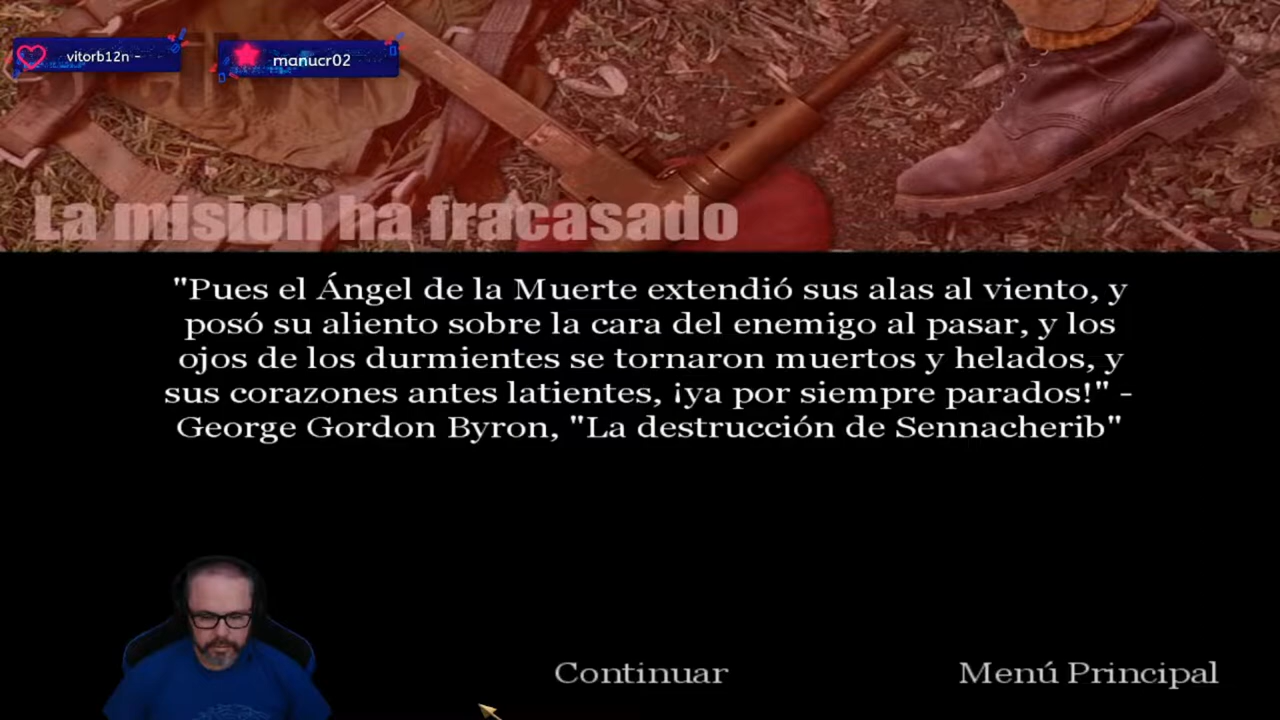 vitorb12n -
manucr02
La mision ha fracasado
"Pues el Ángel de la Muerte extendió sus alas al viento, y
posó su aliento sobre la cara del enemigo al pasar, y los
ojos de los durmientes se tornaron muertos y helados, y
sus corazones antes latientes, ¡ya por siempre parados!" -
George Gordon Byron, "La destrucción de Sennacherib"
Continuar
Menú Principal